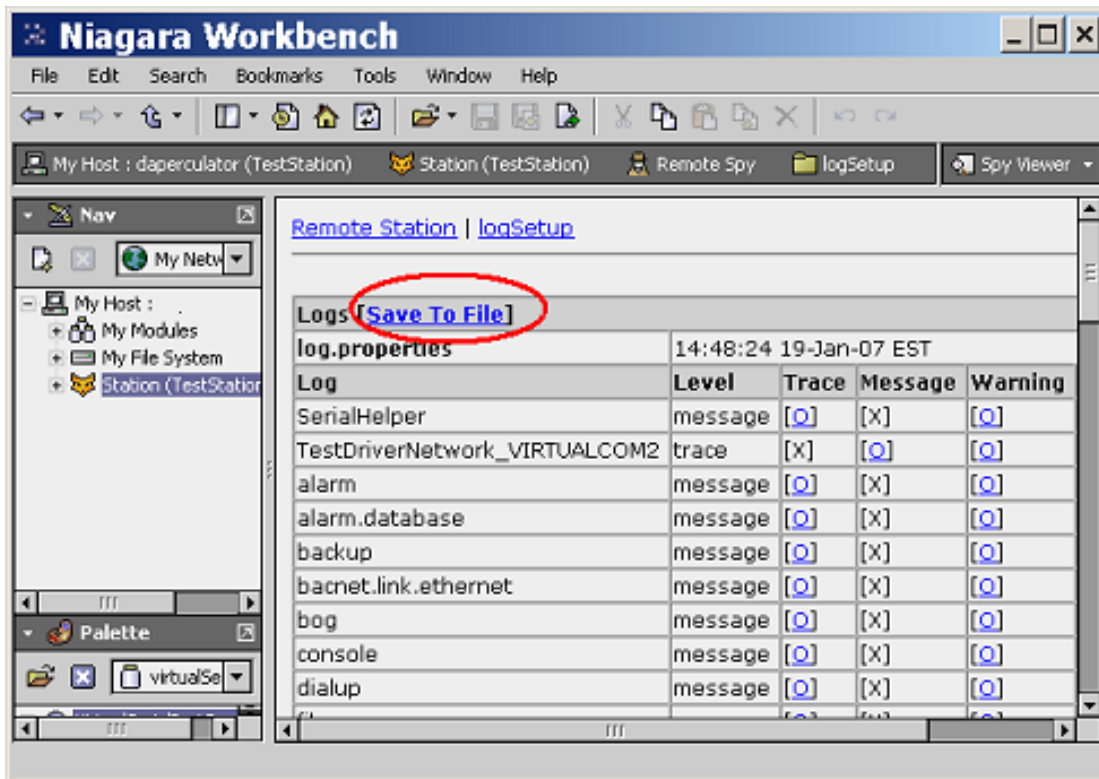 Niagara Workbench
File Edit Search Bookmarks Tools Window Help
My Host : daperculator (TestStation) Station (TestStation) Remote Spy logSetup Spy Viewer
Nav
My Netw
My Host :
My Modules
My File System
Station (TestStation
Palette
virtualSe
Remote Station | logSetup
Logs [Save To File]
log.properties 14:48:24 19-Jan-07 EST
Log Level Trace Message Warning
SerialHelper message [O] [X] [O]
TestDriverNetwork_VIRTUALCOM2 trace [X] [O] [O]
alarm message [O] [X] [O]
alarm.database message [O] [X] [O]
backup message [O] [X] [O]
bacnet.link.ethernet message [O] [X] [O]
bog message [O] [X] [O]
console message [O] [X] [O]
dialup message [O] [X] [O]